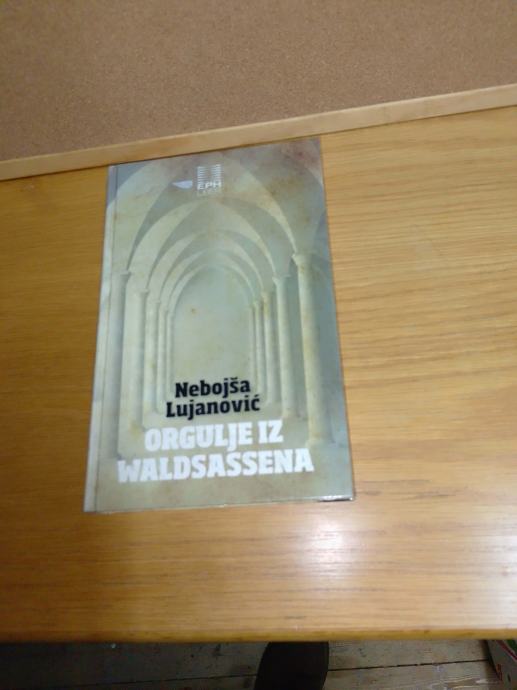 EPH
Nebojša
Lujanović
ORGULJE IZ
WALDSASSENA